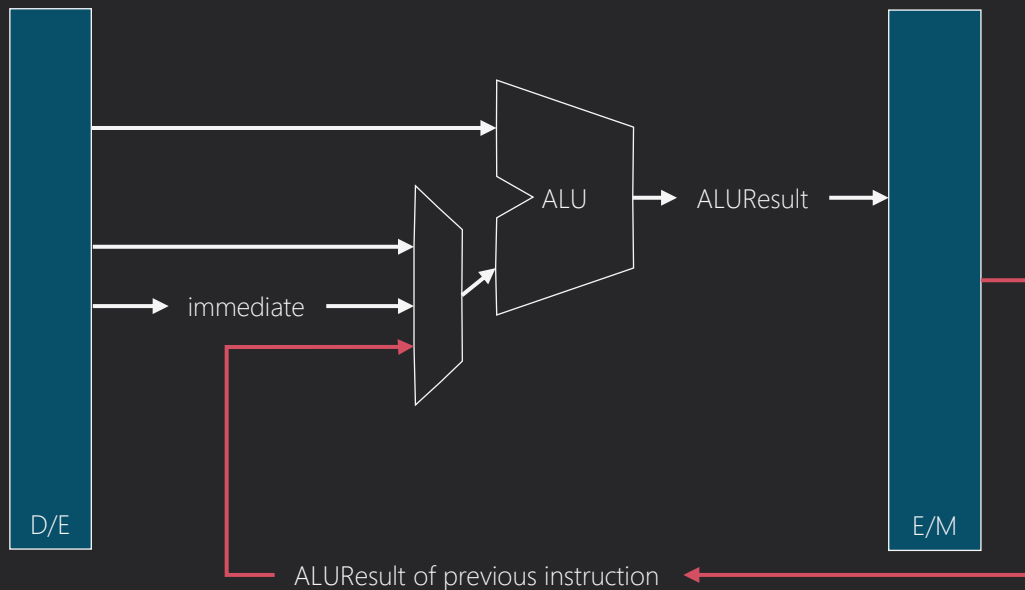 ALU
ALUResult
immediate
D/E
E/M
ALUResult of previous instruction